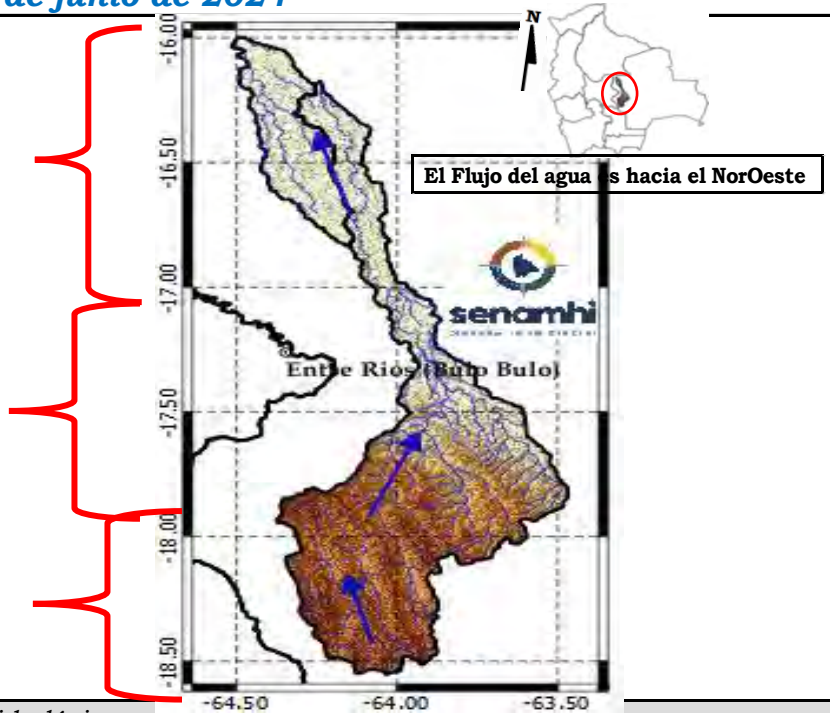 de junio de 2024
N
El Flujo del agua es hacia el NorOeste
-16.00
-16.50
-17.00
-17.50
-18.00
-18.50
senamhi
Entre Rios (Bulo Bulo)
-64.50
-64.00
-63.50